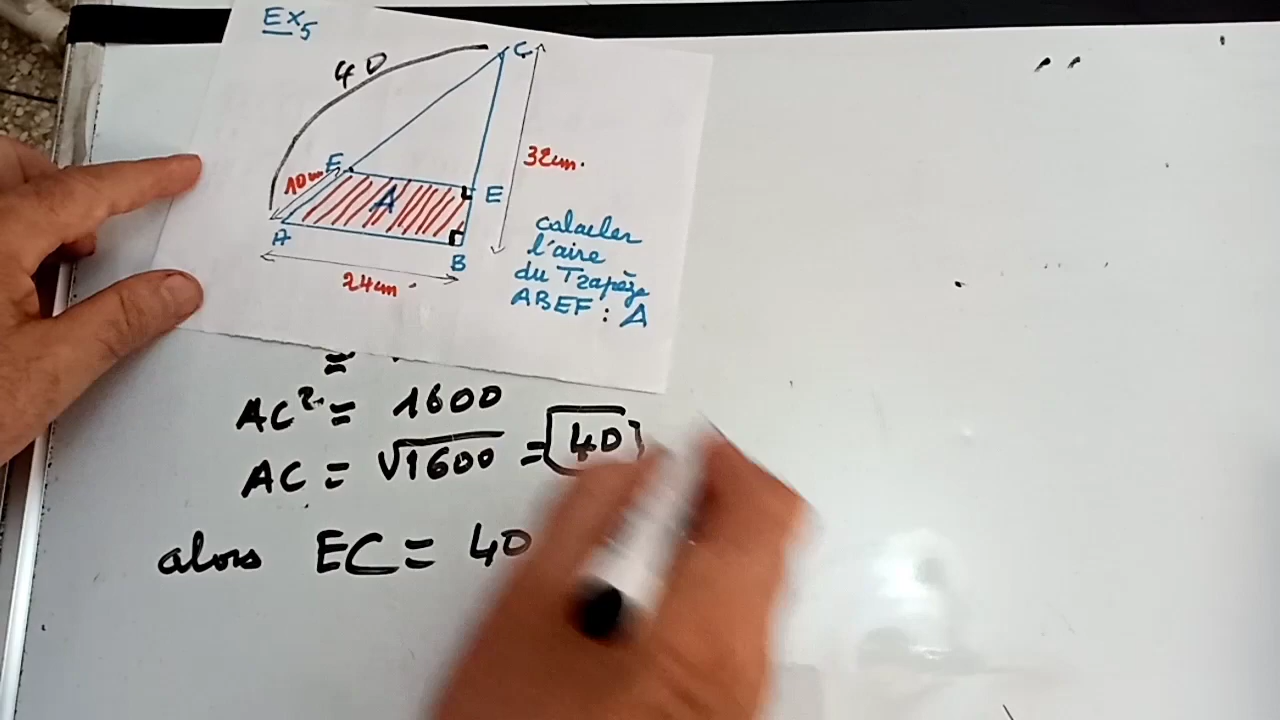 Ex5
40
C
32cm.
10cm
F
E
A
A
B
24cm.
calculer
l'aire
du Trapèze
ABEF : A
=
AC² = 1600
AC = √1600 = 40
alors EC = 40